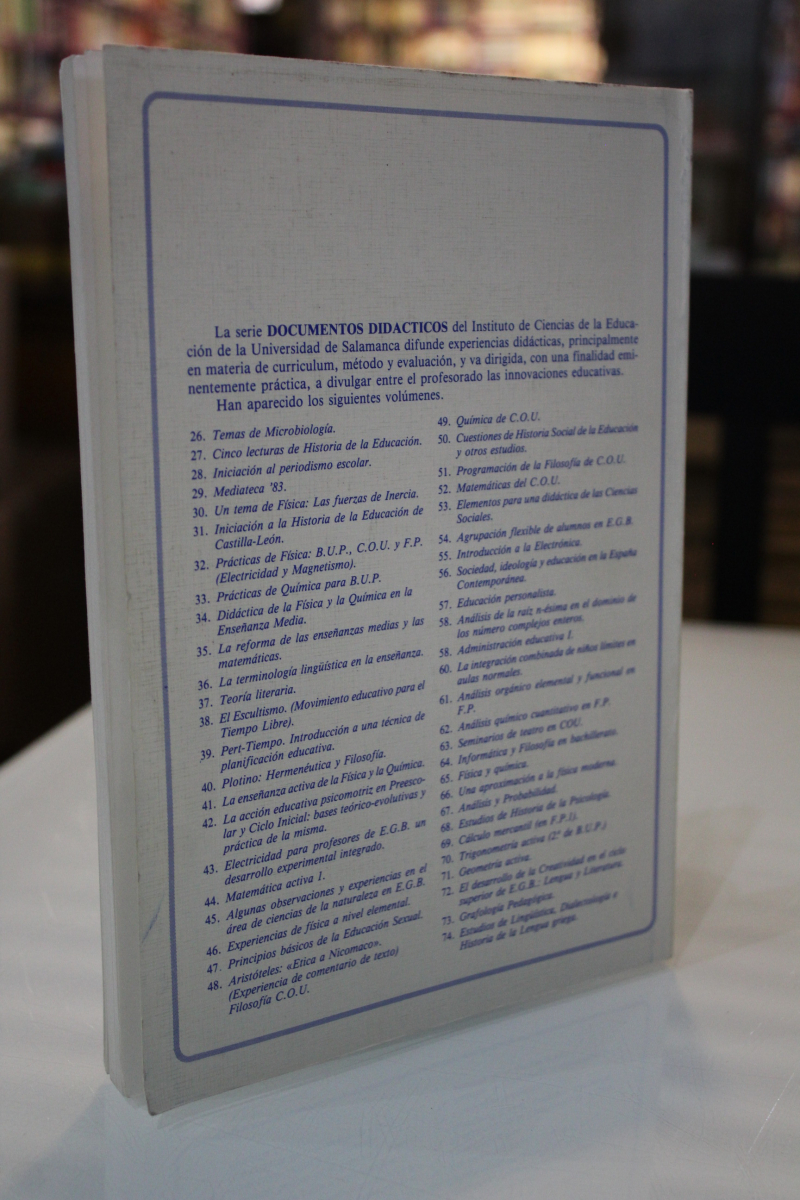 La serie DOCUMENTOS DIDACTICOS del Instituto de Ciencias de la Educa-
ción de la Universidad de Salamanca difunde experiencias didácticas, principalmente
en materia de curriculum, método y evaluación, y va dirigida, con una finalidad emi-
nentemente práctica, a divulgar entre el profesorado las innovaciones educativas.
Han aparecido los siguientes volúmenes.
26. Temas de Microbiología.
27. Cinco lecturas de Historia de la Educación.
28. Iniciación al periodismo escolar.
29. Mediateca '83.
30. Un tema de Física: Las fuerzas de Inercia.
31. Iniciación a la Historia de la Educación de
Castilla-León.
32. Prácticas de Física: B.U.P., C.O.U. y F.P.
(Electricidad y Magnetismo).
33. Prácticas de Química para B.U.P.
34. Didáctica de la Física y la Química en la
Enseñanza Media.
35. La reforma de las enseñanzas medias y las
matemáticas.
36. La terminología lingüística en la enseñanza.
37. Teoría literaria.
38. El Escultismo. (Movimiento educativo para el
Tiempo Libre).
39. Pert-Tiempo. Introducción a una técnica de
planificación educativa.
40. Plotino: Hermenéutica y Filosofía.
41. La enseñanza activa de la Física y la Química.
42. La acción educativa psicomotriz en Preesco-
lar y Ciclo Inicial: bases teórico-evolutivas y
práctica de la misma.
43. Electricidad para profesores de E.G.B. un
desarrollo experimental integrado.
44. Matemática activa I.
45. Algunas observaciones y experiencias en el
área de ciencias de la naturaleza en E.G.B.
46. Experiencias de física a nivel elemental.
47. Principios básicos de la Educación Sexual.
48. Aristóteles: «Etica a Nicomaco».
(Experiencia de comentario de texto)
Filosofía C.O.U.
49. Química de C.O.U.
50. Cuestiones de Historia Social de la Educación
y otros estudios.
51. Programación de la Filosofía de C.O.U.
52. Matemáticas del C.O.U.
53. Elementos para una didáctica de las Ciencias
Sociales.
54. Agrupación flexible de alumnos en E.G.B.
55. Introducción a la Electrónica.
56. Sociedad, ideología y educación en la España
Contemporánea.
57. Educación personalista.
58. Análisis de la raíz n-ésima en el dominio de
los número complejos enteros.
58. Administración educativa I.
60. La integración combinada de niños límites en
aulas normales.
61. Análisis orgánico elemental y funcional en
F.P.
62. Análisis químico cuantitativo en F.P.
63. Seminarios de teatro en COU.
64. Informática y Filosofía en bachillerato.
65. Física y química.
66. Una aproximación a la física moderna.
67. Análisis y Probabilidad.
68. Estudios de Historia de la Psicología.
69. Cálculo mercantil (en F.P.I).
70. Trigonometría activa (2º de B.U.P.)
71. Geometría activa.
72. El desarrollo de la Creatividad en el ciclo
superior de E.G.B.: Lengua y Literatura.
73. Grafología Pedagógica.
74. Estudios de Lingüística, Dialectología e
Historia de la Lengua griega.